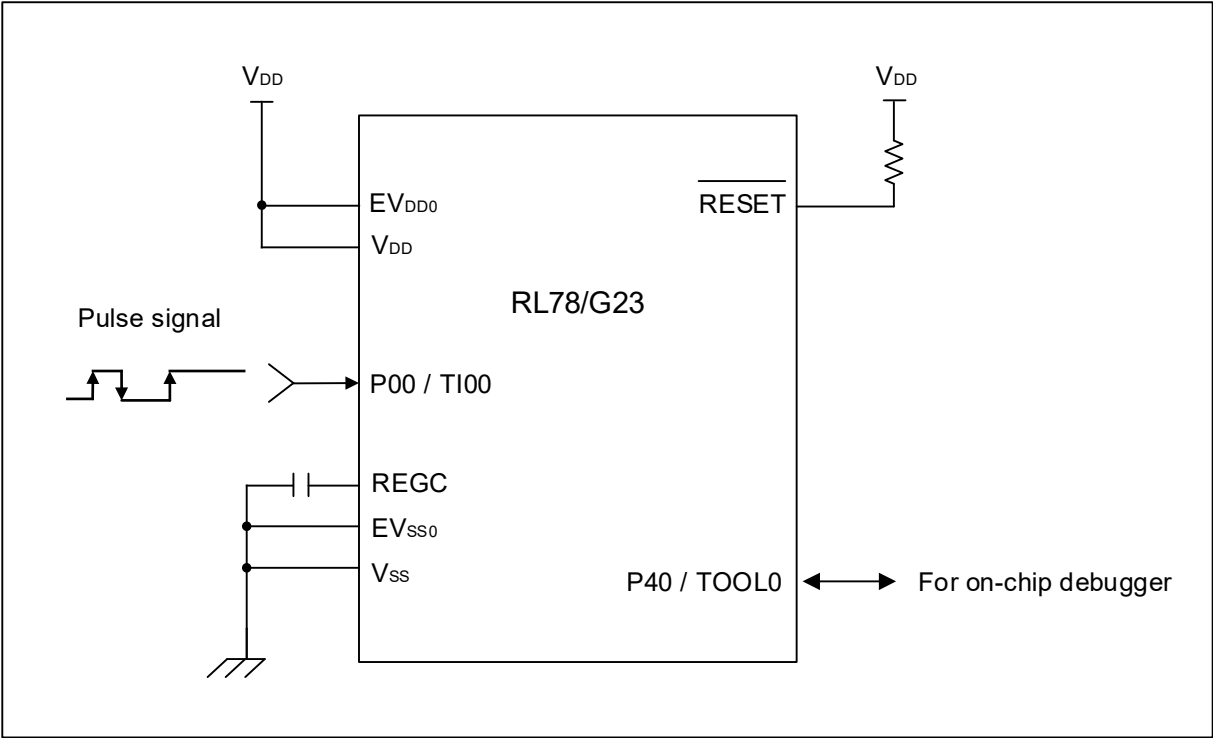 VDD
VDD
EVDD0
RESET
VDD
RL78/G23
Pulse signal
P00 / TI00
REGC
EVSS0
VSS
P40 / TOOL0
For on-chip debugger